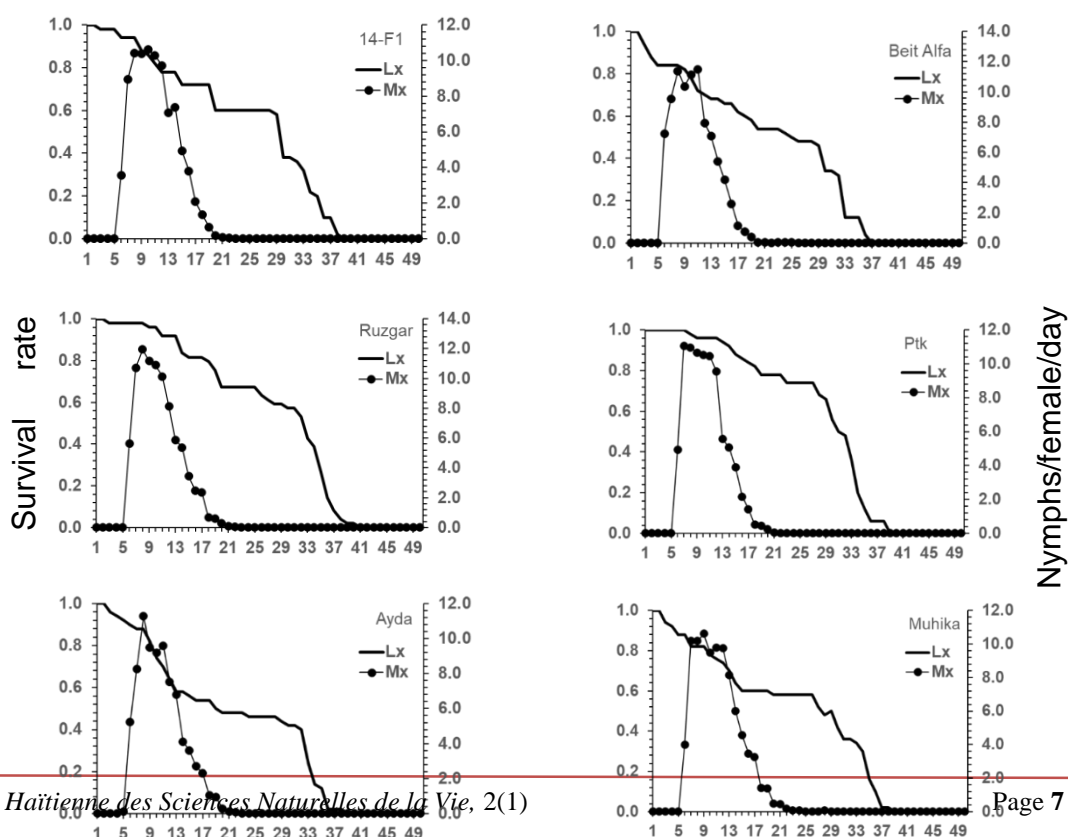 Survival rate
Nymphs/female/day
1.0 0.8 0.6 0.4 0.2 0.0
12.0 10.0 8.0 6.0 4.0 2.0 0.0
14-F1
Lx
Mx
1 5 9 13 17 21 25 29 33 37 41 45 49
1.0 0.8 0.6 0.4 0.2 0.0
14.0 12.0 10.0 8.0 6.0 4.0 2.0 0.0
Beit Alfa
Lx
Mx
1 5 9 13 17 21 25 29 33 37 41 45 49
1.0 0.8 0.6 0.4 0.2 0.0
14.0 12.0 10.0 8.0 6.0 4.0 2.0 0.0
Ruzgar
Lx
Mx
1 5 9 13 17 21 25 29 33 37 41 45 49
1.0 0.8 0.6 0.4 0.2 0.0
12.0 10.0 8.0 6.0 4.0 2.0 0.0
Ptk
Lx
Mx
1 5 9 13 17 21 25 29 33 37 41 45 49
1.0 0.8 0.6 0.4 0.2 0.0
12.0 10.0 8.0 6.0 4.0 2.0 0.0
Ayda
Lx
Mx
1 5 9 13 17 21 25 29 33 37 41 45 49
1.0 0.8 0.6 0.4 0.2 0.0
12.0 10.0 8.0 6.0 4.0 2.0 0.0
Muhika
Lx
Mx
1 5 9 13 17 21 25 29 33 37 41 45 49
Haïtienne des Sciences Naturelles de la Vie, 2(1) Page 7